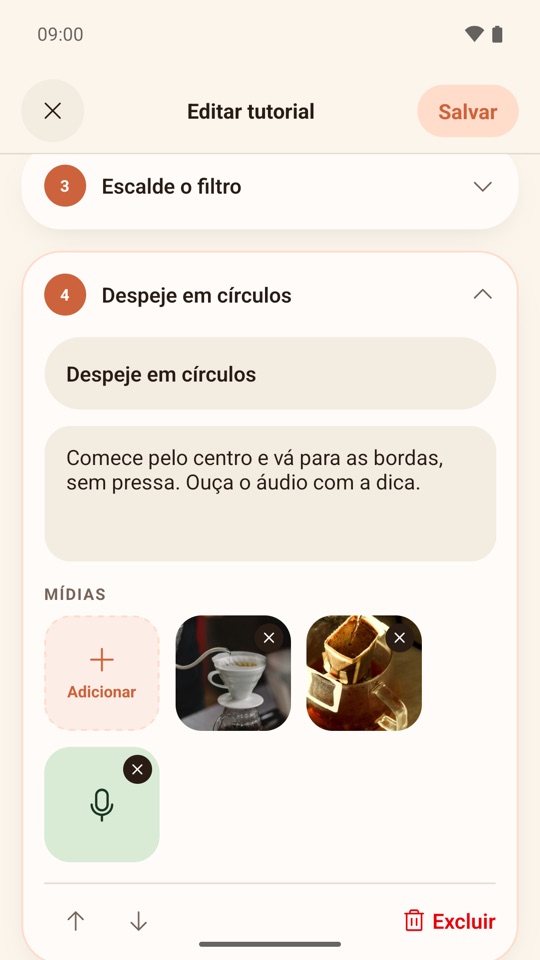 09:00
Editar tutorial
Salvar
3
Escalde o filtro
4
Despeje em círculos
Despeje em círculos
Comece pelo centro e vá para as bordas,
sem pressa. Ouça o áudio com a dica.
MÍDIAS
Adicionar
Excluir